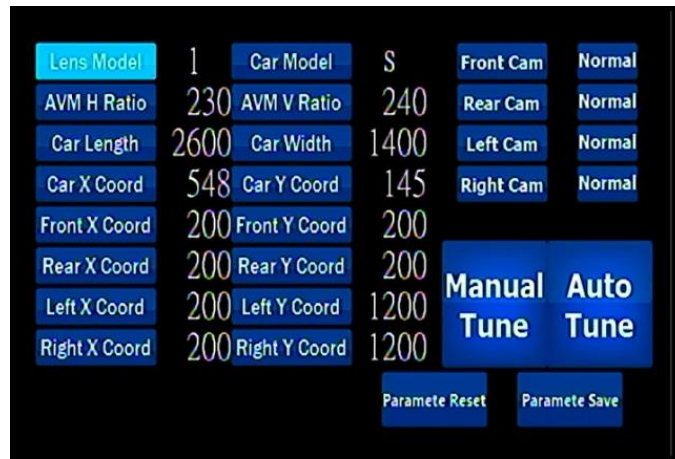 Lens Model 1 Car Model S Front Cam Normal
AVM H Ratio 230 AVM V Ratio 240 Rear Cam Normal
Car Length 2600 Car Width 1400 Left Cam Normal
Car X Coord 548 Car Y Coord 145 Right Cam Normal
Front X Coord 200 Front Y Coord 200
Rear X Coord 200 Rear Y Coord 200
Left X Coord 200 Left Y Coord 1200
Right X Coord 200 Right Y Coord 1200
Manual Tune
Auto Tune
Paramete Reset Paramete Save